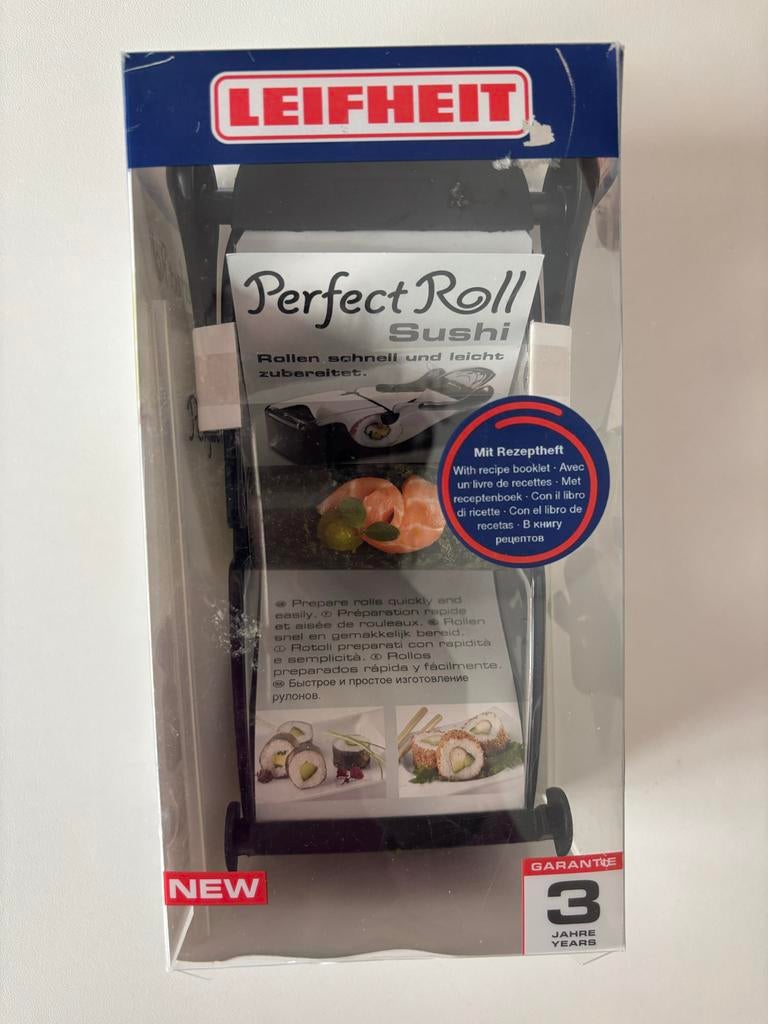 LEIFHEIT
Perfect Roll
Sushi
Rollen schnell und leicht
zubereitet.
Mit Rezeptheft
With recipe booklet · Avec
un livre de recettes · Met
receptenboek · Con il libro
di ricette · Con el libro de
recetas · В книгу
рецептов
Prepare rolls quickly and
easily. Préparation rapide
et aisée de rouleaux. Rollen
snel en gemakkelijk bereid.
Rotoli preparati con rapidità
e semplicità. Rollos
preparados rápida y fácilmente.
Быстрое и простое изготовление
рулонов.
NEW
GARANTIE
3
JAHRE
YEARS